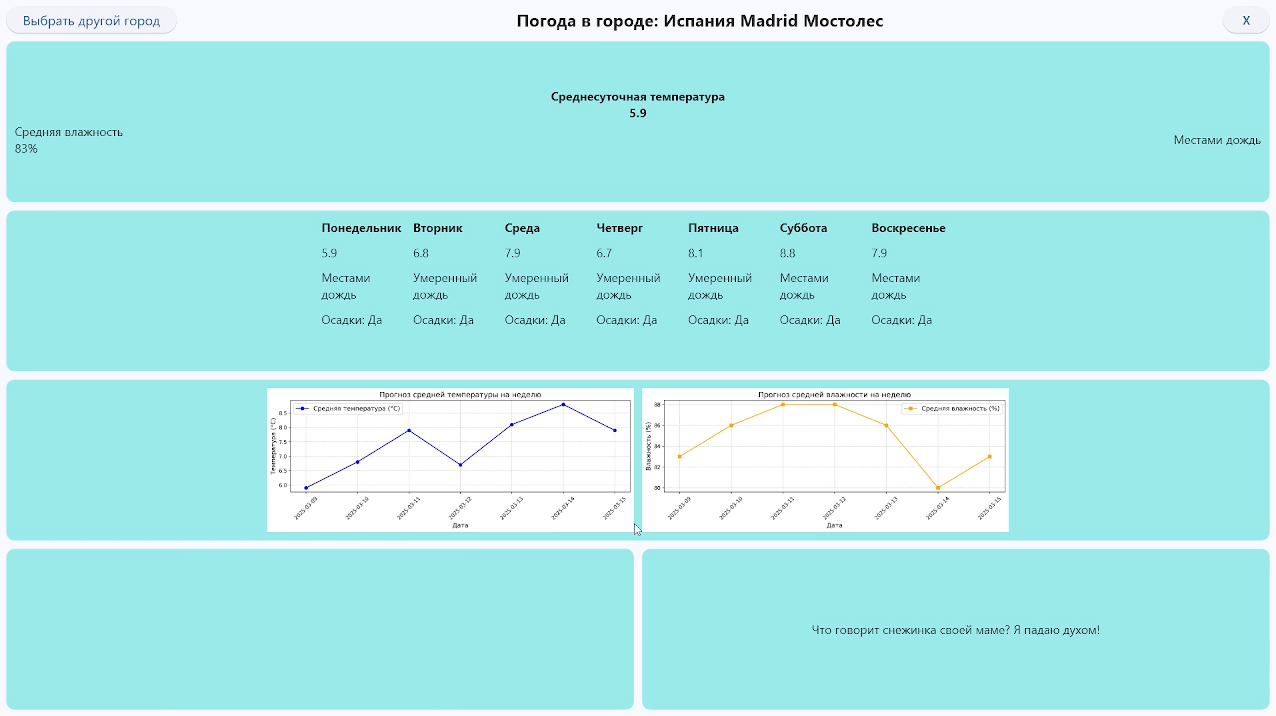 Выбрать другой город
Погода в городе: Испания Madrid Мостолес
X
Среднесуточная температура
5.9
Средняя влажность
83%
Местами дождь
Понедельник Вторник Среда Четверг Пятница Суббота Воскресенье
5.9 6.8 7.9 6.7 8.1 8.8 7.9
Местами Умеренный Умеренный Умеренный Умеренный Местами Местами
дождь дождь дождь дождь дождь дождь дождь
Осадки: Да Осадки: Да Осадки: Да Осадки: Да Осадки: Да Осадки: Да Осадки: Да
Прогноз средней температуры на неделю
Средняя температура (°C)
Температура (°C)
8.5
8.0
7.5
7.0
6.5
6.0
2025-03-09 2025-03-10 2025-03-11 2025-03-12 2025-03-13 2025-03-14 2025-03-15
Дата
Прогноз средней влажности на неделю
Средняя влажность (%)
Влажность (%)
88
86
84
82
80
2025-03-09 2025-03-10 2025-03-11 2025-03-12 2025-03-13 2025-03-14 2025-03-15
Дата
Что говорит снежинка своей маме? Я падаю духом!